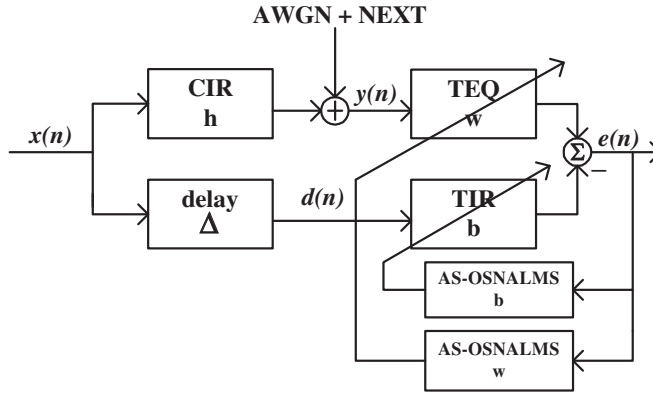 AWGN + NEXT
CIR
h
y(n)
TEQ
w
x(n)
+
Σ
e(n)
−
delay
Δ
d(n)
TIR
b
AS-OSNALMS
b
AS-OSNALMS
w